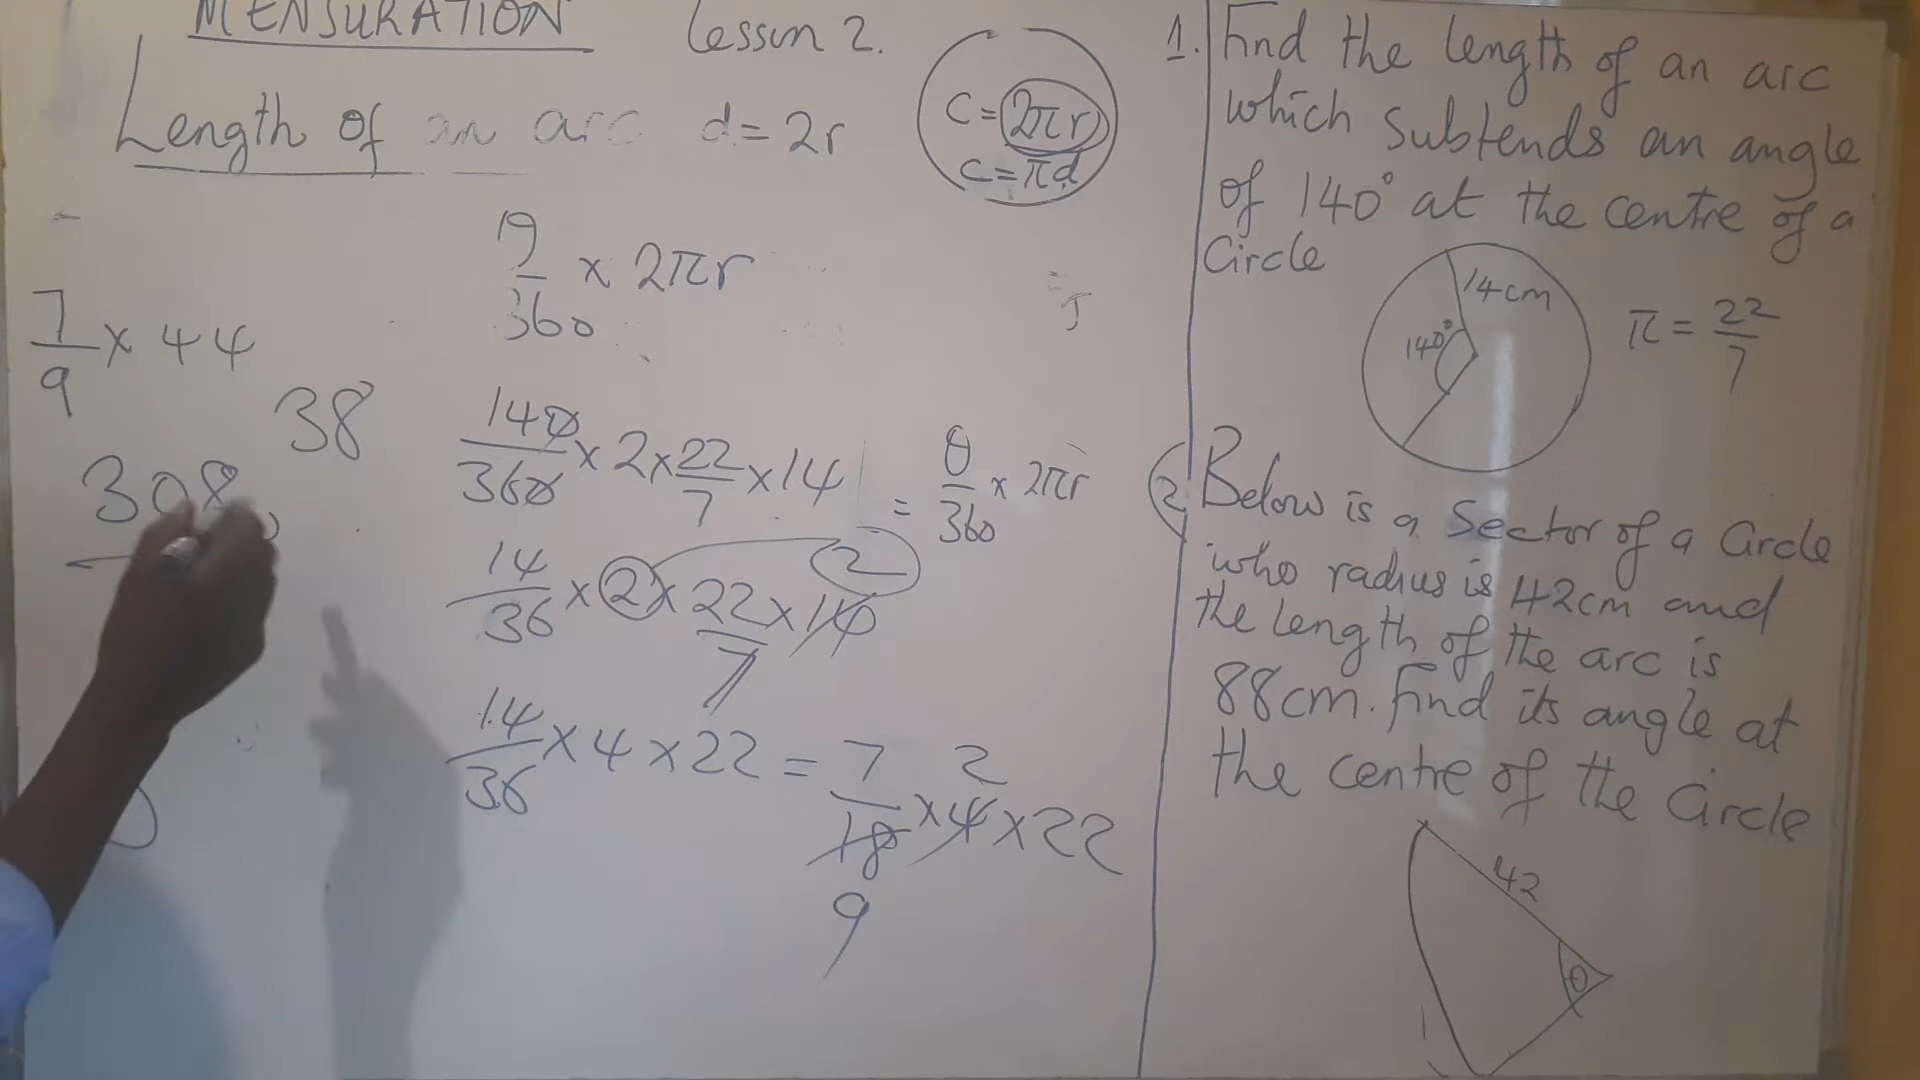 MENSURATION Lesson 2.
Length of an arc d=2r
C=2πr
C=πd
θ/360 × 2πr
7/9 × 44
38
308
140/360 × 2 × 22/7 × 14 = θ/360 × 2πr
2
14/36 × 2 × 22/7 × 14
14/36 × 4 × 22 = 7/18 × 4 × 22
2
9
1. Find the length of an arc
which subtends an angle
of 140° at the centre of a
Circle
14cm
140°
π = 22/7
2 Below is a Sector of a Circle
who radius is 42cm and
the length of the arc is
88cm. Find its angle at
the centre of the Circle
42
θ